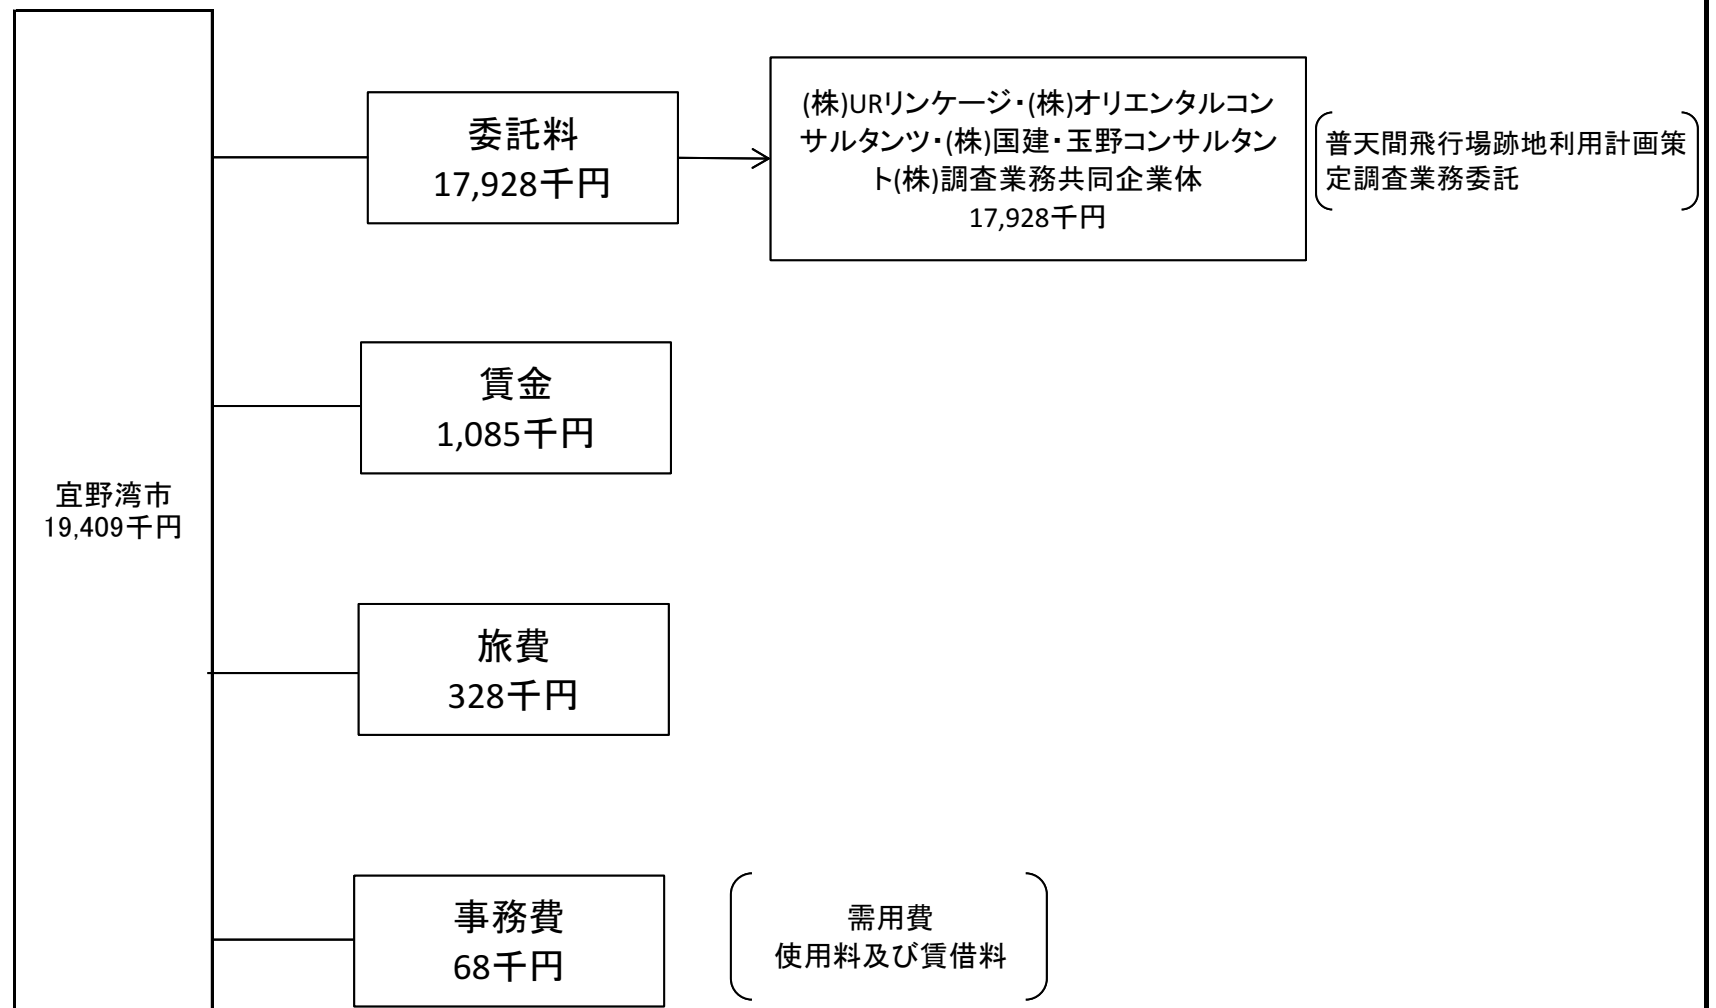 宜野湾市
19,409千円
委託料
17,928千円
(株)URリンケージ・(株)オリエンタルコン
サルタンツ・(株)国建・玉野コンサルタン
ト(株)調査業務共同企業体
17,928千円
普天間飛行場跡地利用計画策
定調査業務委託
賃金
1,085千円
旅費
328千円
事務費
68千円
需用費
使用料及び賃借料